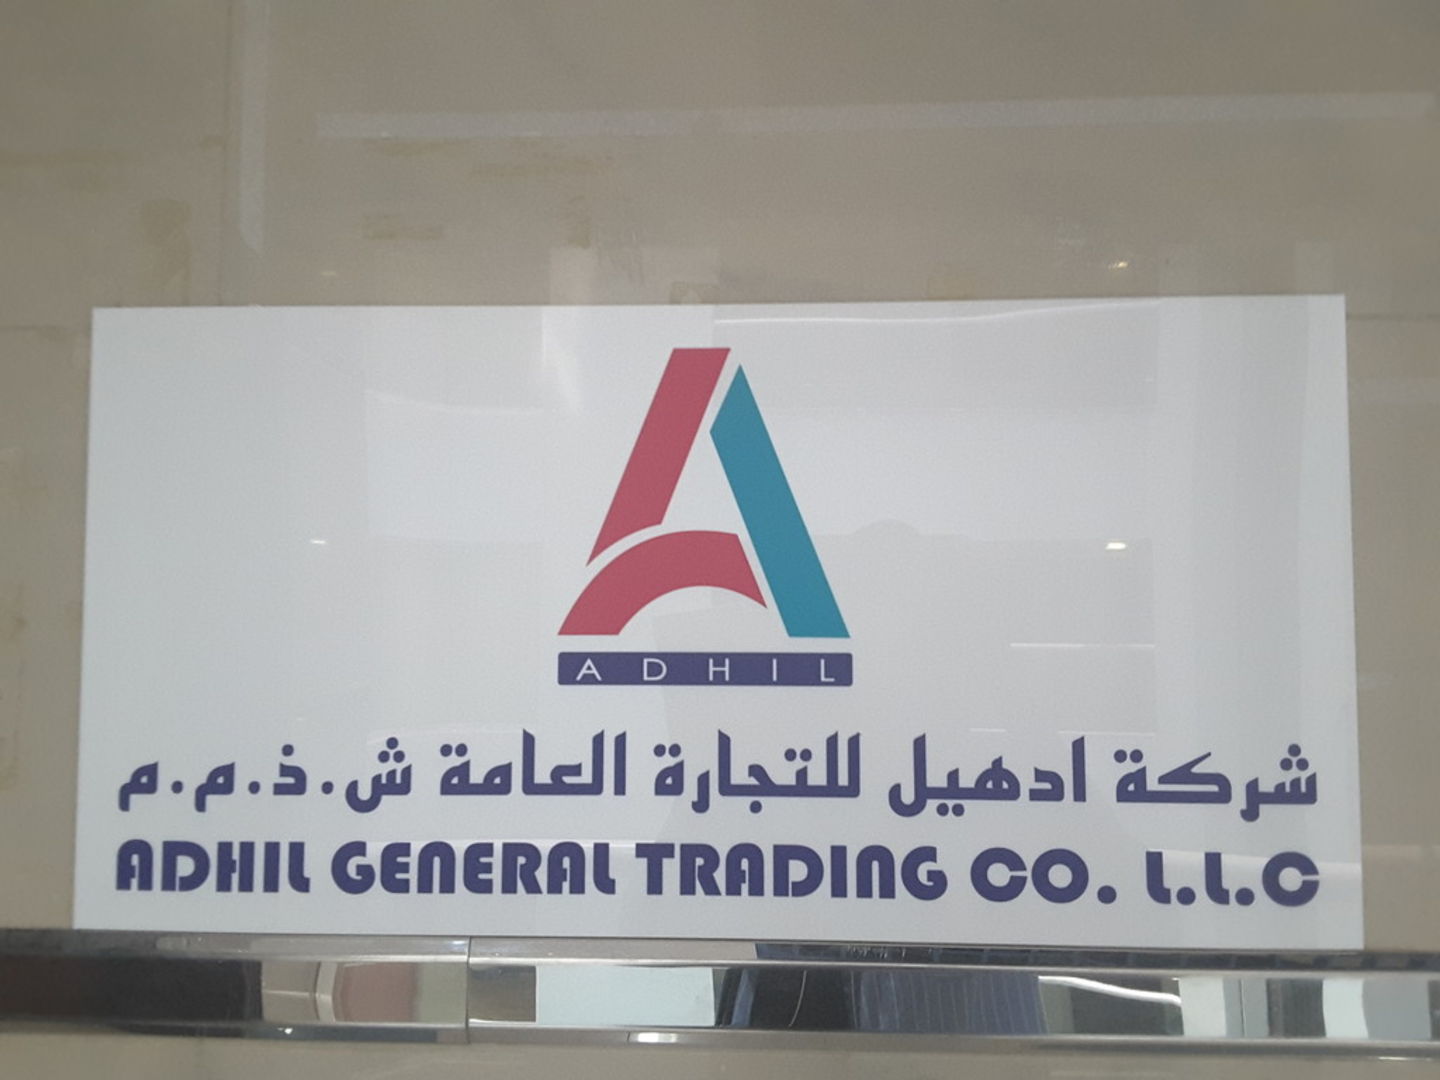 ADHIL
شركة ادهيل للتجارة العامة ش.ذ.م.م
ADHIL GENERAL TRADING CO. L.L.C